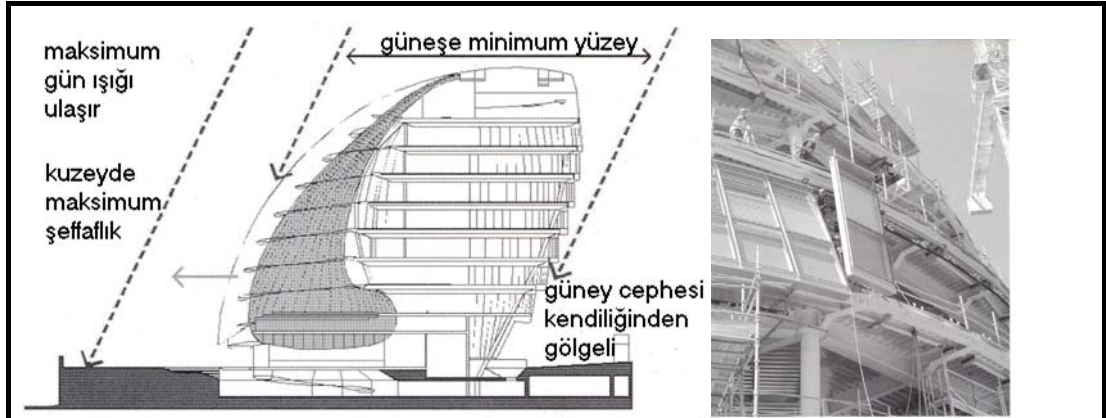 maksimum
gün ışığı
ulaşır
güneşe minimum yüzey
kuzeyde
maksimum
şeffaflık
güney cephesi
kendiliğinden
gölgeli